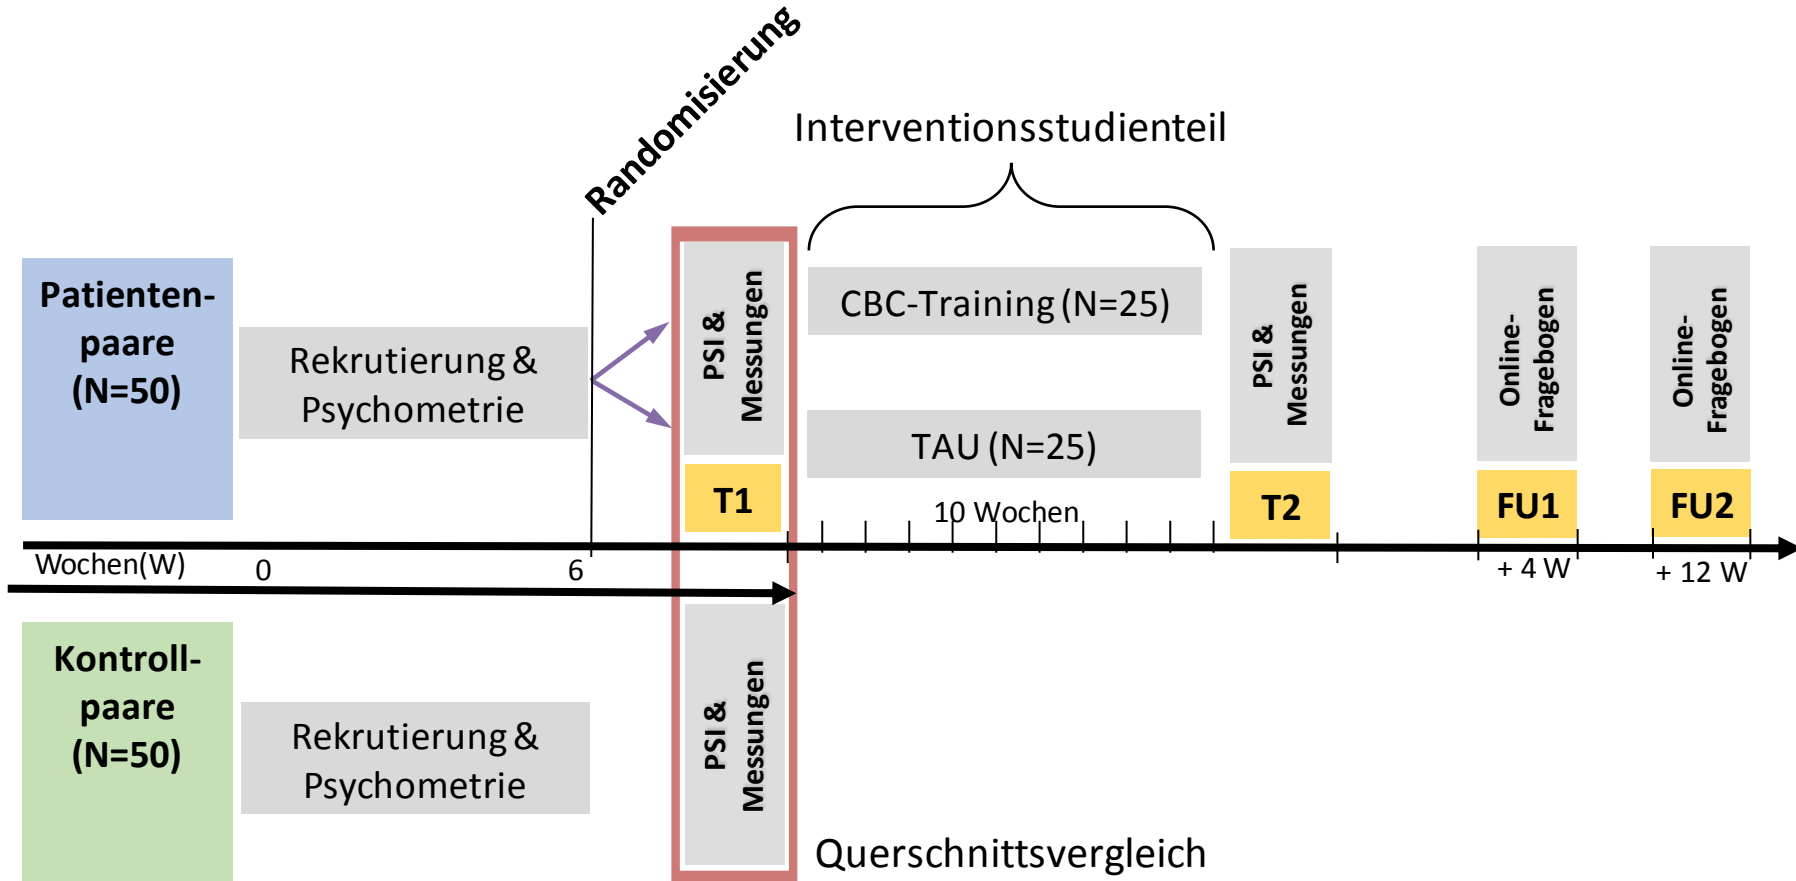 Randomisierung
Interventionsstudienteil
Patienten-
paare
(N=50)
Rekrutierung &
Psychometrie
PSI &
Messungen
T1
CBC-Training (N=25)
TAU (N=25)
10 Wochen
PSI &
Messungen
T2
Online-
Fragebogen
FU1
Online-
Fragebogen
FU2
Wochen(W)
0
6
+ 4 W
+ 12 W
Kontroll-
paare
(N=50)
Rekrutierung &
Psychometrie
PSI &
Messungen
Querschnittsvergleich